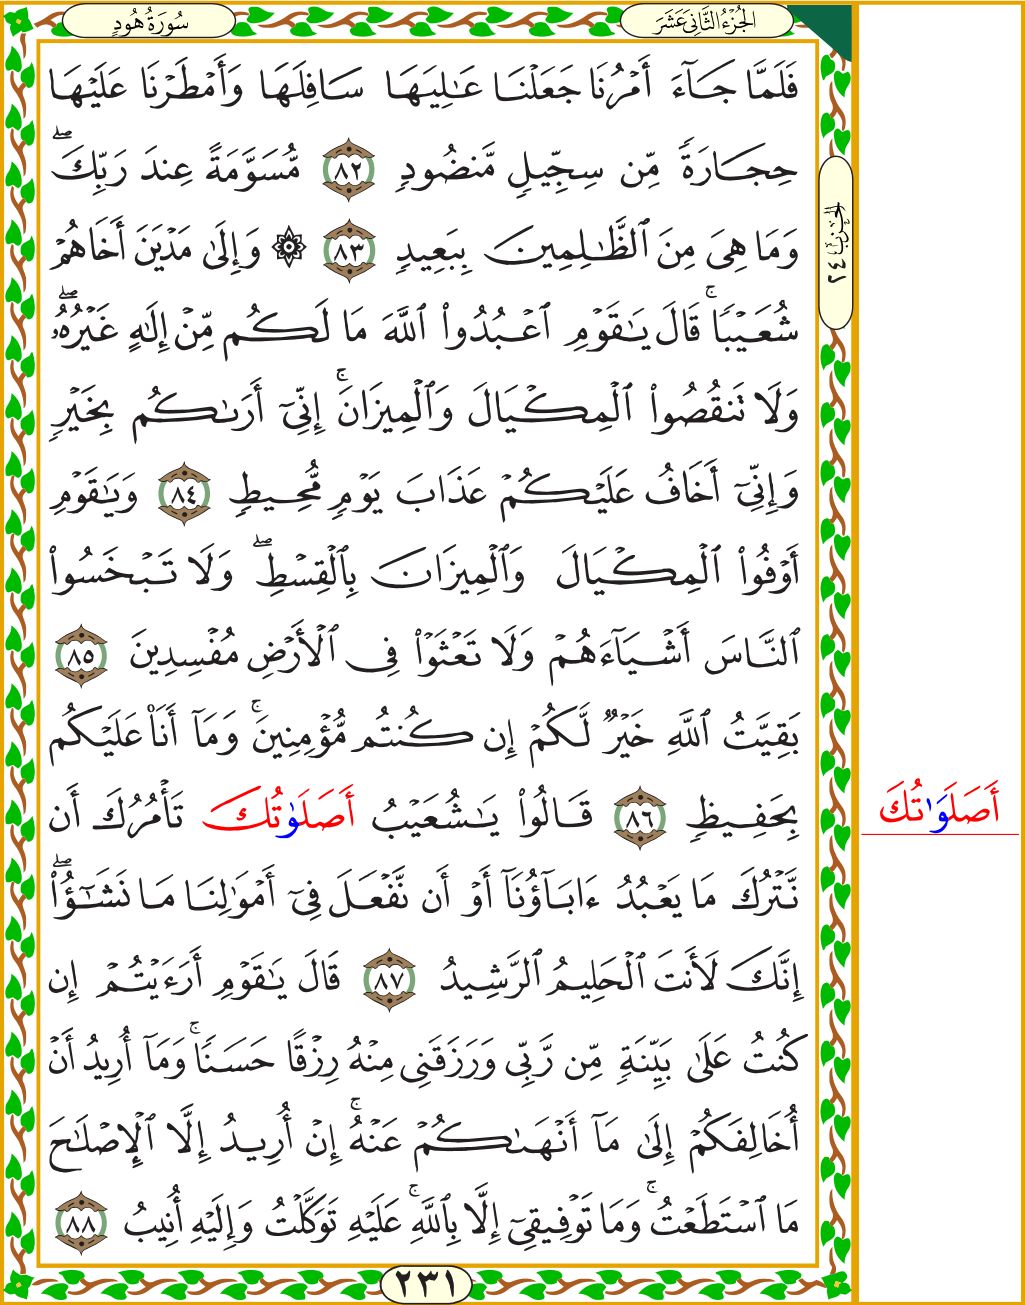 سُورَةُ هُودٍ
الجُزْءُ الثَّانِيَ عَشَرَ
فَلَمَّا جَآءَ أَمْرُنَا جَعَلْنَا عَٰلِيَهَا سَافِلَهَا وَأَمْطَرْنَا عَلَيْهَا
حِجَارَةٗ مِّن سِجِّيلٖ مَّنضُودٖ ٨٢ مُّسَوَّمَةً عِندَ رَبِّكَۖ
وَمَا هِيَ مِنَ ٱلظَّٰلِمِينَ بِبَعِيدٖ ٨٣ ۞ وَإِلَىٰ مَدْيَنَ أَخَاهُمْ
شُعَيْبٗاۚ قَالَ يَٰقَوْمِ ٱعْبُدُوا۟ ٱللَّهَ مَا لَكُم مِّنْ إِلَٰهٍ غَيْرُهُۥۖ
وَلَا تَنقُصُوا۟ ٱلْمِكْيَالَ وَٱلْمِيزَانَۚ إِنِّيٓ أَرَىٰكُم بِخَيْرٖ
وَإِنِّيٓ أَخَافُ عَلَيْكُمْ عَذَابَ يَوْمٖ مُّحِيطٖ ٨٤ وَيَٰقَوْمِ
أَوْفُوا۟ ٱلْمِكْيَالَ وَٱلْمِيزَانَ بِٱلْقِسْطِۖ وَلَا تَبْخَسُوا۟
ٱلنَّاسَ أَشْيَآءَهُمْ وَلَا تَعْثَوْا۟ فِي ٱلْأَرْضِ مُفْسِدِينَ ٨٥
بَقِيَّتُ ٱللَّهِ خَيْرٞ لَّكُمْ إِن كُنتُم مُّؤْمِنِينَۚ وَمَآ أَنَا۠ عَلَيْكُم
بِحَفِيظٖ ٨٦ قَالُوا۟ يَٰشُعَيْبُ أَصَلَوَٰتُكَ تَأْمُرُكَ أَن
نَّتْرُكَ مَا يَعْبُدُ ءَابَآؤُنَآ أَوْ أَن نَّفْعَلَ فِيٓ أَمْوَٰلِنَا مَا نَشَٰٓؤُا۟ۖ
إِنَّكَ لَأَنتَ ٱلْحَلِيمُ ٱلرَّشِيدُ ٨٧ قَالَ يَٰقَوْمِ أَرَءَيْتُمْ إِن
كُنتُ عَلَىٰ بَيِّنَةٖ مِّن رَّبِّي وَرَزَقَنِي مِنْهُ رِزْقًا حَسَنٗاۚ وَمَآ أُرِيدُ أَنْ
أُخَالِفَكُمْ إِلَىٰ مَآ أَنْهَىٰكُمْ عَنْهُۚ إِنْ أُرِيدُ إِلَّا ٱلْإِصْلَٰحَ
مَا ٱسْتَطَعْتُۚ وَمَا تَوْفِيقِيٓ إِلَّا بِٱللَّهِۚ عَلَيْهِ تَوَكَّلْتُ وَإِلَيْهِ أُنِيبُ ٨٨
٢٣١
الحزب ٢٤
أَصَلَوَٰتُكَ